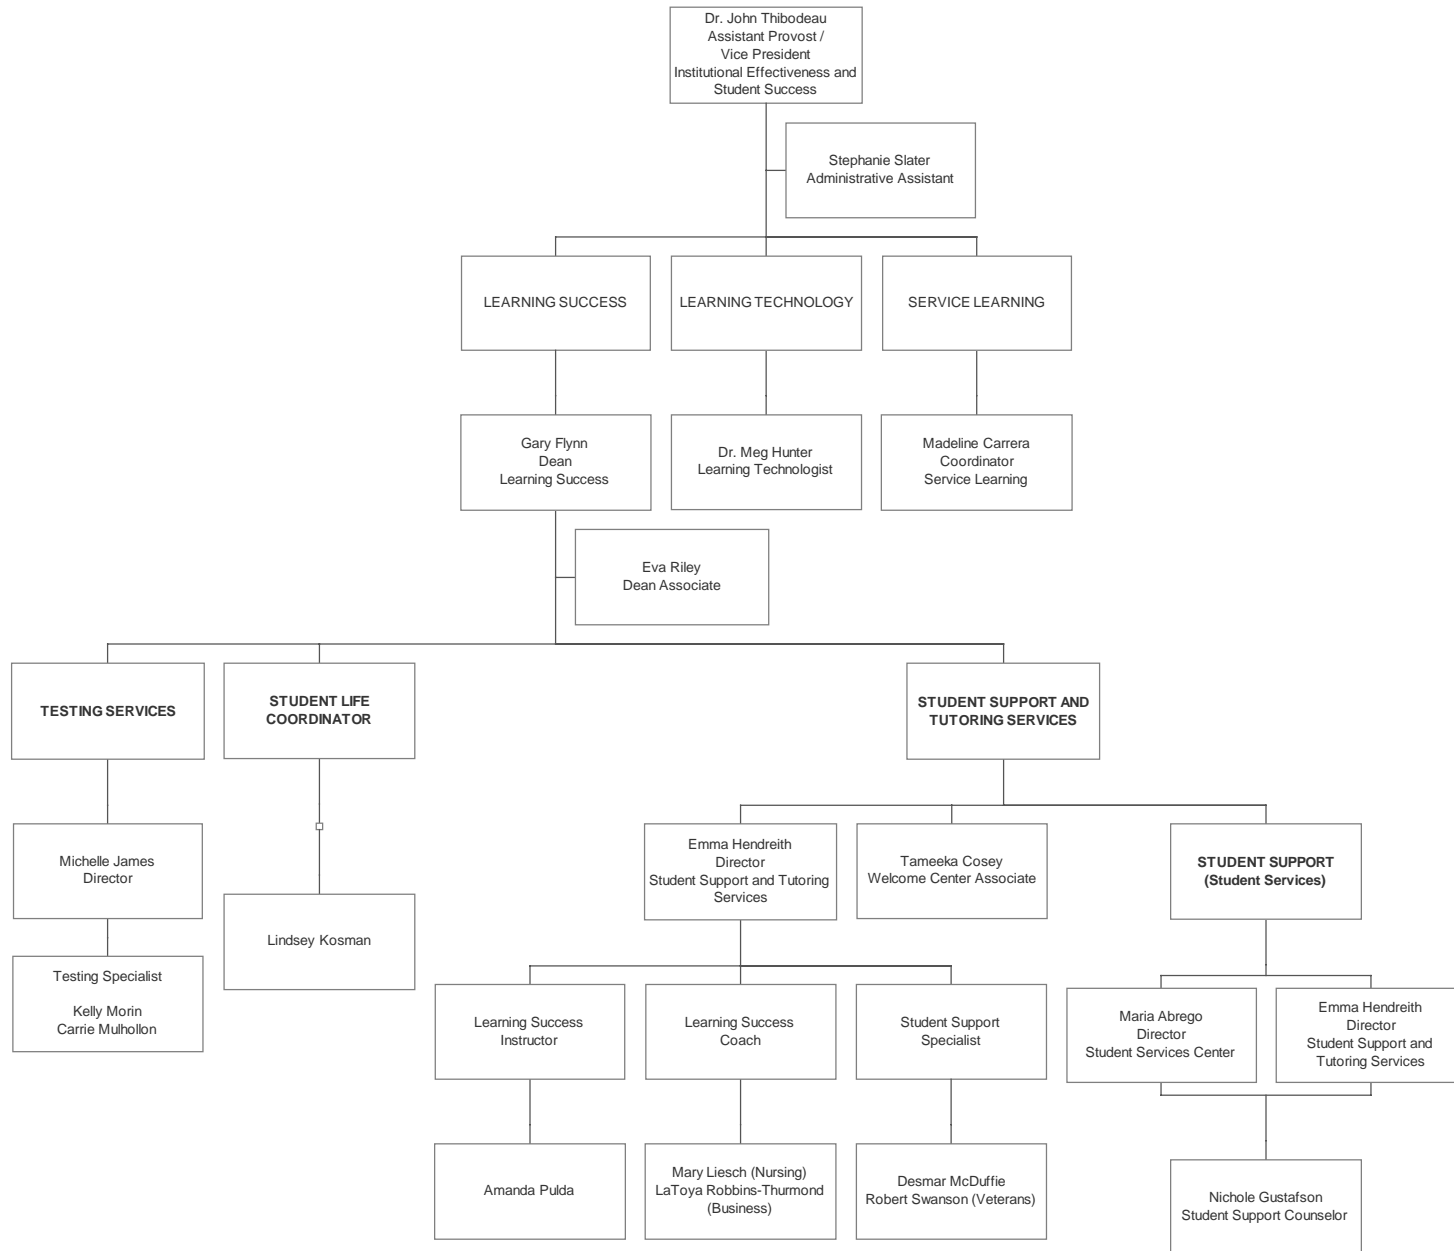 Dr. John Thibodeau
Assistant Provost /
Vice President
Institutional Effectiveness and
Student Success
Stephanie Slater
Administrative Assistant
LEARNING SUCCESS
LEARNING TECHNOLOGY
SERVICE LEARNING
Gary Flynn
Dean
Learning Success
Dr. Meg Hunter
Learning Technologist
Madeline Carrera
Coordinator
Service Learning
Eva Riley
Dean Associate
TESTING SERVICES
STUDENT LIFE
COORDINATOR
STUDENT SUPPORT AND
TUTORING SERVICES
Michelle James
Director
Emma Hendreith
Director
Student Support and Tutoring
Services
Tameeka Cosey
Welcome Center Associate
STUDENT SUPPORT
(Student Services)
Lindsey Kosman
Testing Specialist
Kelly Morin
Carrie Mulhollon
Learning Success
Instructor
Learning Success
Coach
Student Support
Specialist
Maria Abrego
Director
Student Services Center
Emma Hendreith
Director
Student Support and
Tutoring Services
Amanda Pulda
Mary Liesch (Nursing)
LaToya Robbins-Thurmond
(Business)
Desmar McDuffie
Robert Swanson (Veterans)
Nichole Gustafson
Student Support Counselor